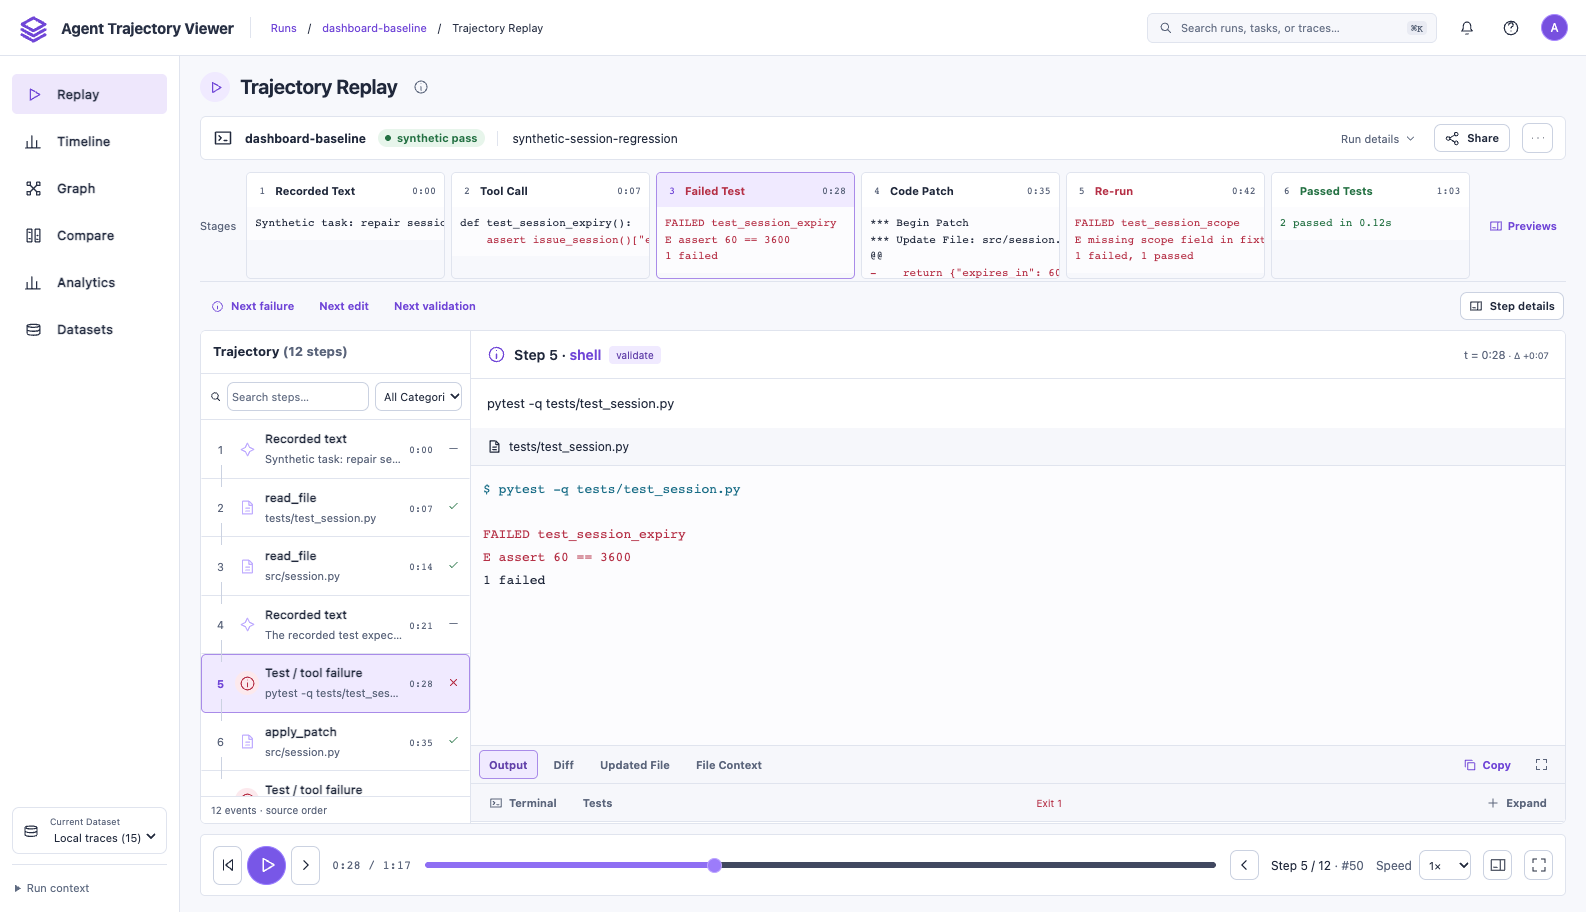 Agent Trajectory Viewer
Runs / dashboard-baseline / Trajectory Replay
Search runs, tasks, or traces... ⌘K
A
Replay
Timeline
Graph
Compare
Analytics
Datasets
Current Dataset
Local traces (15)
Run context
Trajectory Replay
dashboard-baseline
synthetic pass
synthetic-session-regression
Run details
Share
Stages
1 Recorded Text 0:00
Synthetic task: repair sessio
2 Tool Call 0:07
def test_session_expiry():
assert issue_session()["e
3 Failed Test 0:28
FAILED test_session_expiry
E assert 60 == 3600
1 failed
4 Code Patch 0:35
*** Begin Patch
*** Update File: src/session.
@@
-    return {"expires_in": 60
5 Re-run 0:42
FAILED test_session_scope
E missing scope field in fixt
1 failed, 1 passed
6 Passed Tests 1:03
2 passed in 0.12s
Previews
Next failure
Next edit
Next validation
Step details
Trajectory (12 steps)
Search steps...
All Categori
1 Recorded text 0:00 —
Synthetic task: repair se...
2 read_file 0:07
tests/test_session.py
3 read_file 0:14
src/session.py
4 Recorded text 0:21 —
The recorded test expec...
5 Test / tool failure 0:28
pytest -q tests/test_ses...
6 apply_patch 0:35
src/session.py
Test / tool failure
12 events · source order
Step 5 · shell validate
t = 0:28 · Δ +0:07
pytest -q tests/test_session.py
tests/test_session.py
$ pytest -q tests/test_session.py
FAILED test_session_expiry
E assert 60 == 3600
1 failed
Output
Diff
Updated File
File Context
Copy
Terminal
Tests
Exit 1
Expand
0:28 / 1:17
Step 5 / 12 · #50
Speed
1×